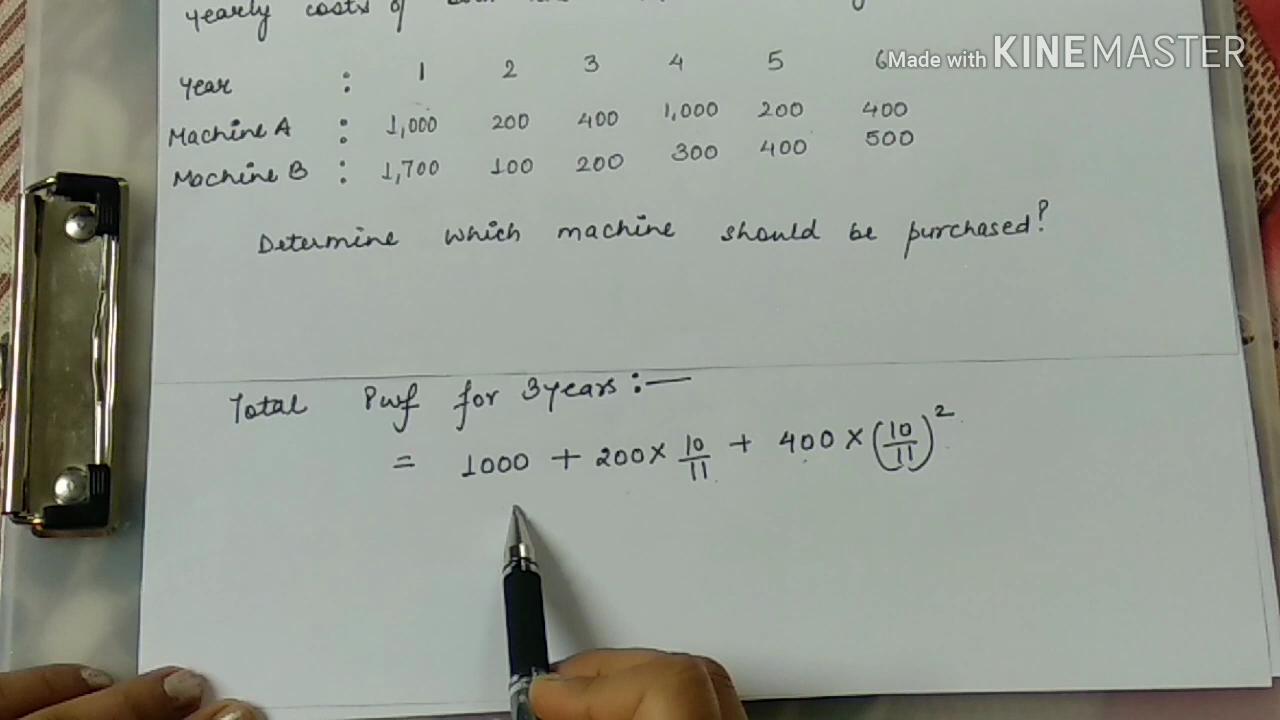 yearly costs of
Year : 1 2 3 4 5 6
Made with KINEMASTER
Machine A : 1,000 200 400 1,000 200 400
Machine B : 1,700 100 200 300 400 500
Determine which machine should be purchased?
Total Pwf for 3 years :—
= 1000 + 200 × 10/11 + 400 × (10/11)²